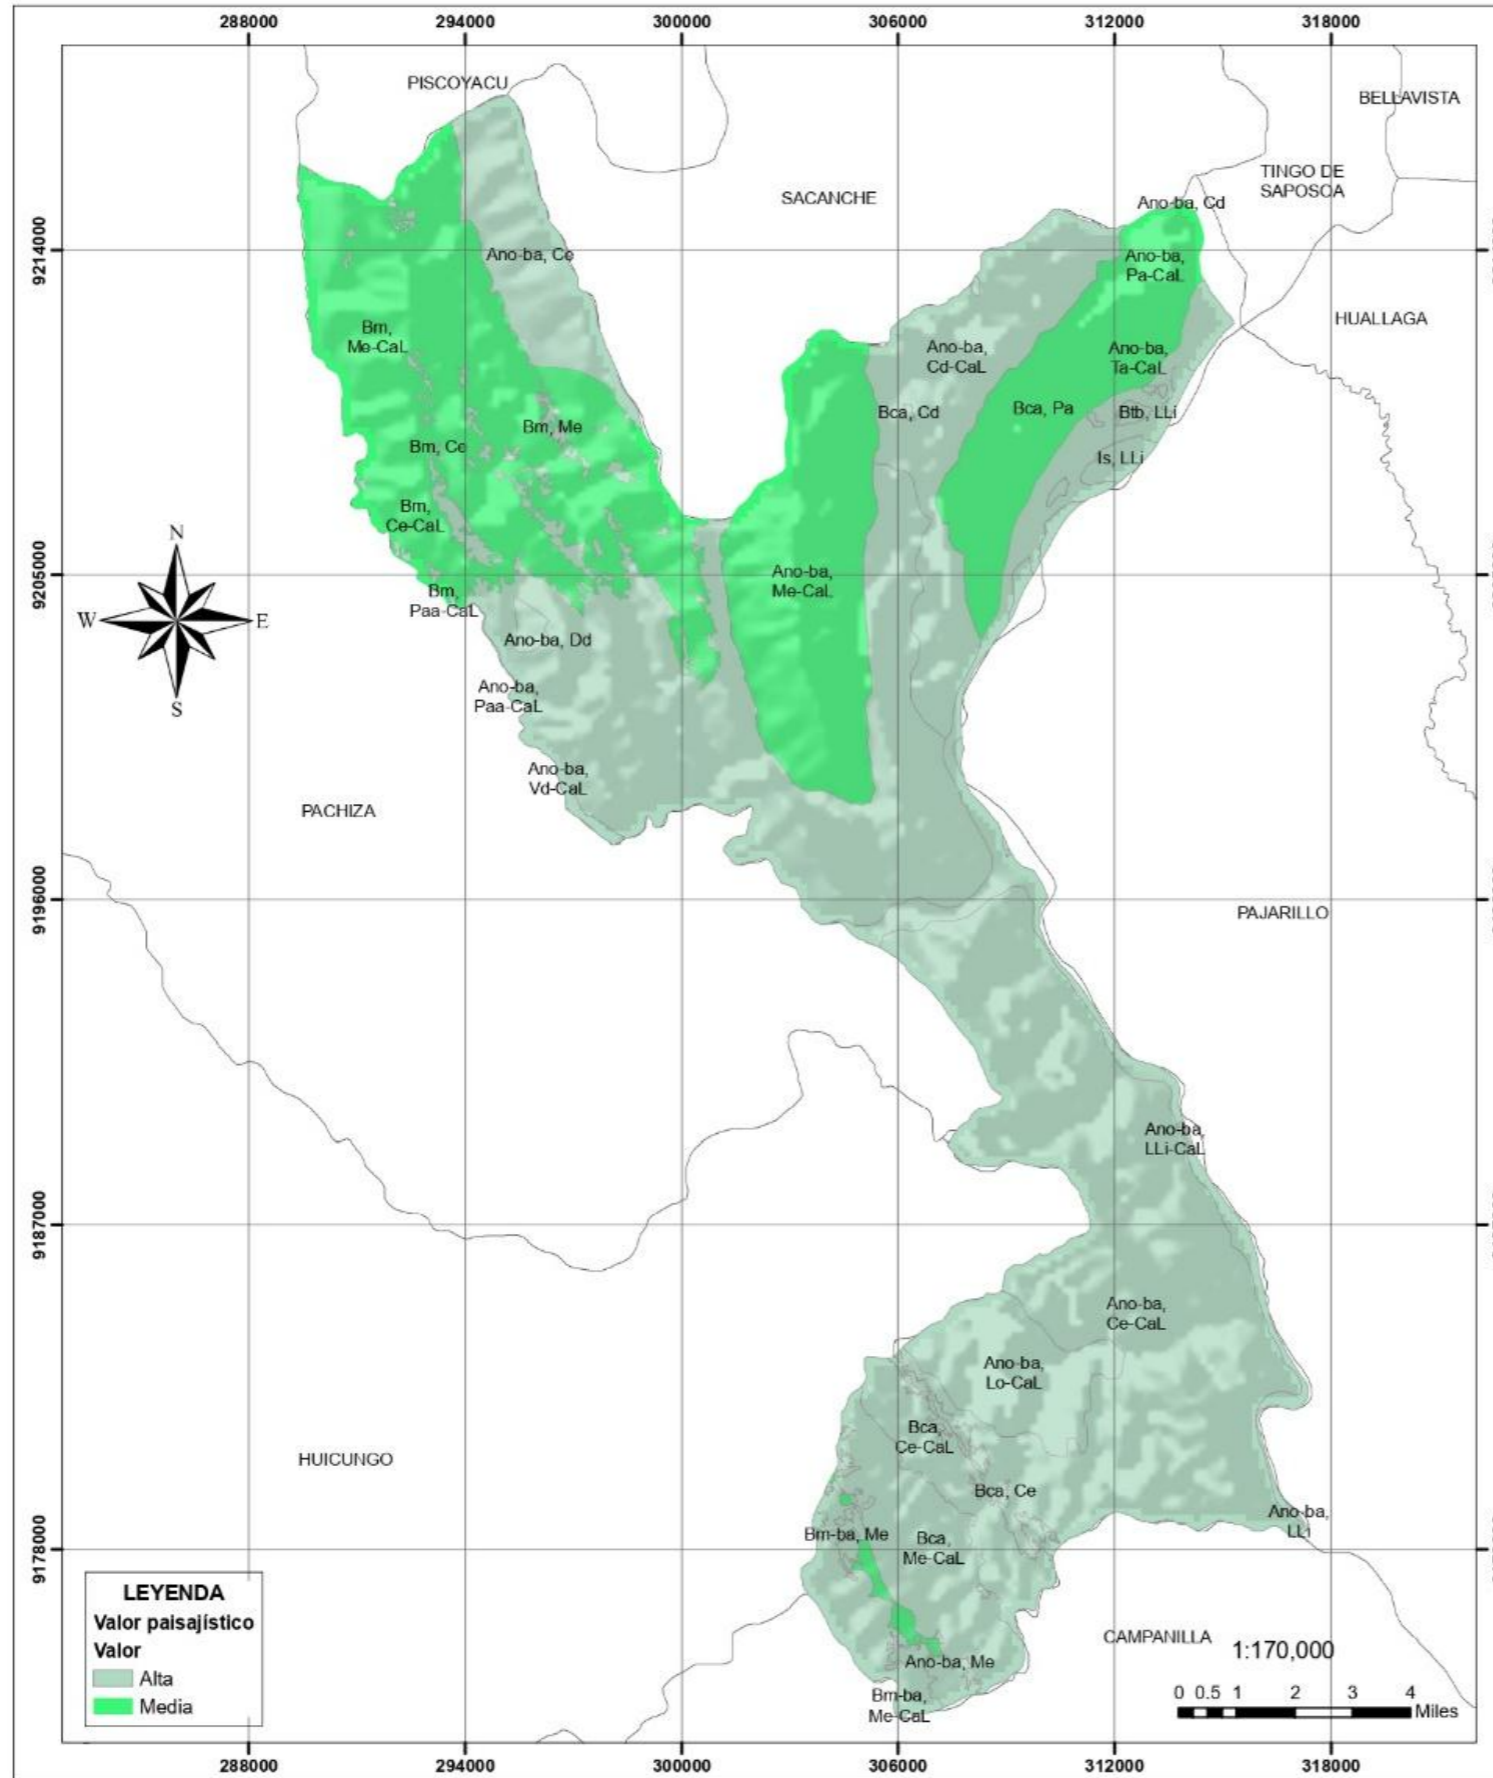 288000 294000 300000 306000 312000 318000
PISCOYACU
BELLAVISTA
TINGO DE
SAPOSOA
SACANCHE
Ano-ba, Cd
9214000
Ano-ba, Ce
Ano-ba,
Pa-CaL
HUALLAGA
Bm,
Me-CaL
Ano-ba,
Cd-CaL
Ano-ba,
Ta-CaL
Bca, Cd
Bca, Pa
Btb, LLi
Bm, Me
Bm, Ce
Is, LLi
Bm,
Ce-CaL
N
W
E
S
9205000
Ano-ba,
Me-CaL
Bm,
Paa-CaL
Ano-ba, Dd
Ano-ba,
Paa-CaL
Ano-ba,
Vd-CaL
PACHIZA
9196000
PAJARILLO
Ano-ba,
LLi-CaL
9187000
Ano-ba,
Ce-CaL
Ano-ba,
Lo-CaL
Bca,
Ce-CaL
HUICUNGO
Bca, Ce
Ano-ba,
LLi
Bm-ba, Me
Bca,
Me-CaL
9178000
CAMPANILLA
Ano-ba, Me
Bm-ba,
Me-CaL
LEYENDA
Valor paisajístico
Valor
Alta
Media
1:170,000
0 0.5 1 2 3 4
Miles
288000 294000 300000 306000 312000 318000